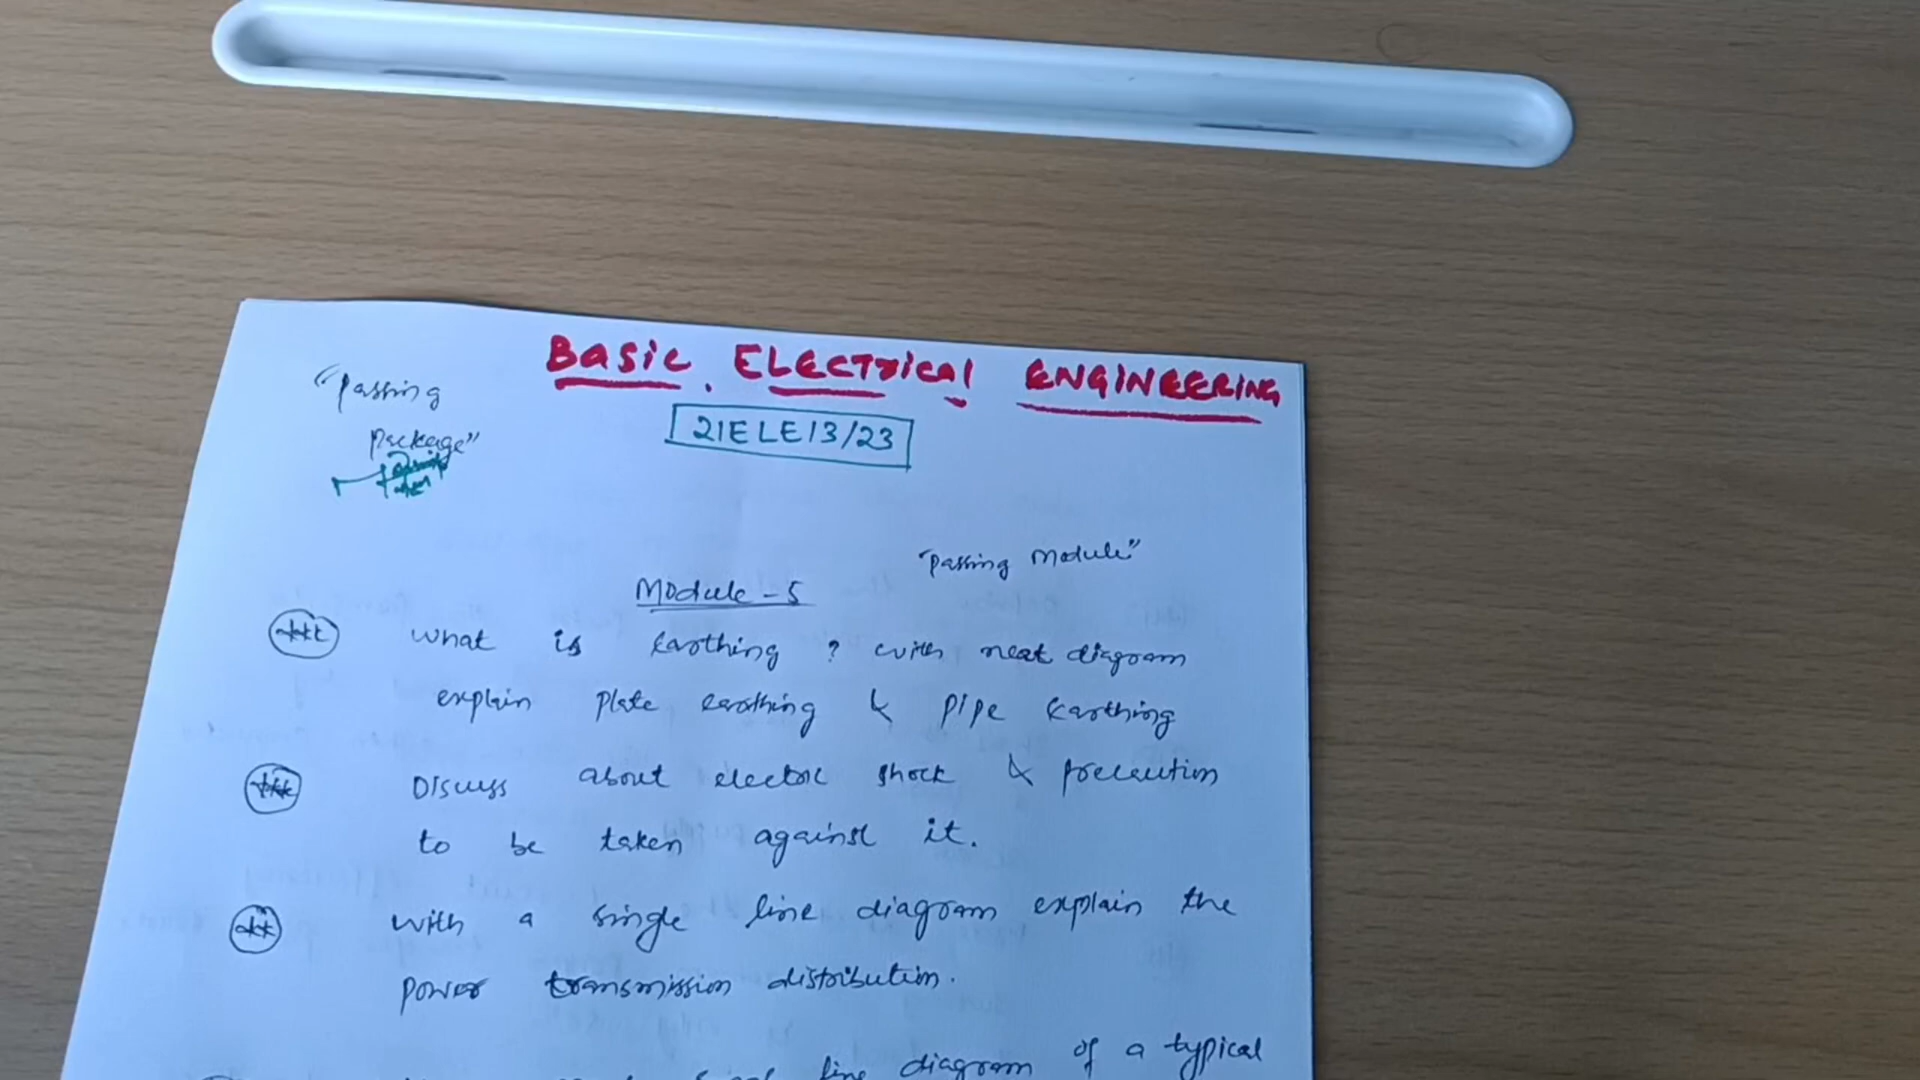 BASIC ELECTRICAL ENGINEERING
"Passing
Package"
21ELE13/23
"Passing Module"
Module - 5
What is Earthing ? with neat diagram
explain plate earthing & pipe Earthing
Discuss about electric shock & precaution
to be taken against it.
with a single line diagram explain the
power transmission distribution.
line diagram of a typical